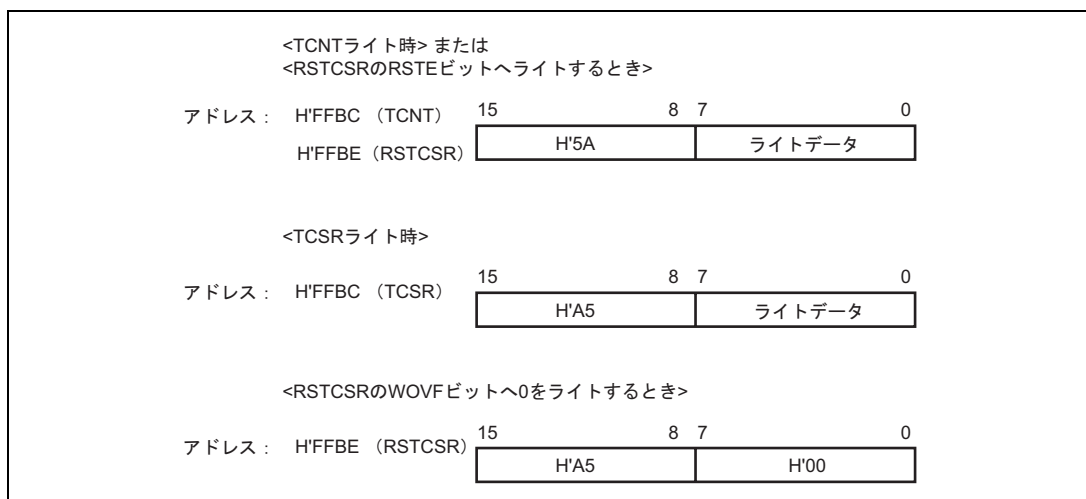 <TCNTライト時> または
<RSTCSRのRSTEビットへライトするとき>
アドレス： H'FFBC （TCNT） 15 8 7 0
H'FFBE （RSTCSR） H'5A ライトデータ
<TCSRライト時>
15 8 7 0
アドレス： H'FFBC （TCSR）
H'A5 ライトデータ
<RSTCSRのWOVFビットへ0をライトするとき>
15 8 7 0
アドレス： H'FFBE （RSTCSR）
H'A5 H'00